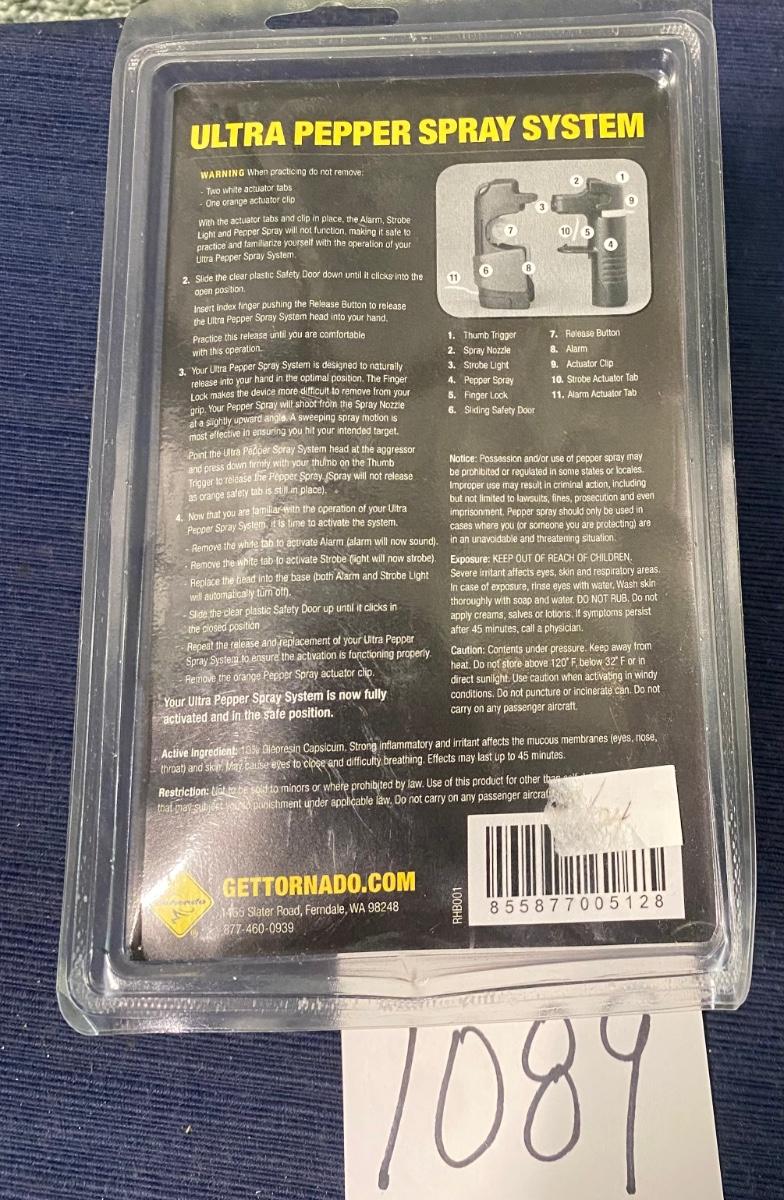 ULTRA PEPPER SPRAY SYSTEM
WARNING When practicing do not remove:
- Two white actuator tabs
- One orange actuator clip
With the actuator tabs and clip in place, the Alarm, Strobe
Light and Pepper Spray will not function, making it safe to
practice and familiarize yourself with the operation of your
Ultra Pepper Spray System.
2. Slide the clear plastic Safety Door down until it clicks into the
open position.
Insert index finger pushing the Release Button to release
the Ultra Pepper Spray System head into your hand.
Practice this release until you are comfortable
with this operation.
3. Your Ultra Pepper Spray System is designed to naturally
release into your hand in the optimal position. The Finger
Lock makes the device more difficult to remove from your
grip. Your Pepper Spray will shoot from the Spray Nozzle
at a slightly upward angle. A sweeping spray motion is
most effective in ensuring you hit your intended target.
Point the Ultra Pepper Spray System head at the aggressor
and press down firmly with your thumb on the Thumb
Trigger to release the Pepper Spray. (Spray will not release
as orange safety tab is still in place).
4. Now that you are familiar with the operation of your Ultra
Pepper Spray System, it is time to activate the system.
- Remove the white tab to activate Alarm (alarm will now sound).
- Remove the white tab to activate Strobe (light will now strobe).
- Replace the head into the base (both Alarm and Strobe Light
will automatically turn off).
- Slide the clear plastic Safety Door up until it clicks in
the closed position
- Repeat the release and replacement of your Ultra Pepper
Spray System to ensure the activation is functioning properly.
- Remove the orange Pepper Spray actuator clip.
Your Ultra Pepper Spray System is now fully
activated and in the safe position.
1
2
3
9
7
10
5
4
6
8
11
1. Thumb Trigger
2. Spray Nozzle
3. Strobe Light
4. Pepper Spray
5. Finger Lock
6. Sliding Safety Door
7. Release Button
8. Alarm
9. Actuator Clip
10. Strobe Actuator Tab
11. Alarm Actuator Tab
Notice: Possession and/or use of pepper spray may
be prohibited or regulated in some states or locales.
Improper use may result in criminal action, including
but not limited to lawsuits, fines, prosecution and even
imprisonment. Pepper spray should only be used in
cases where you (or someone you are protecting) are
in an unavoidable and threatening situation.
Exposure: KEEP OUT OF REACH OF CHILDREN.
Severe irritant affects eyes, skin and respiratory areas.
In case of exposure, rinse eyes with water. Wash skin
thoroughly with soap and water. DO NOT RUB. Do not
apply creams, salves or lotions. If symptoms persist
after 45 minutes, call a physician.
Caution: Contents under pressure. Keep away from
heat. Do not store above 120° F, below 32° F or in
direct sunlight. Use caution when activating in windy
conditions. Do not puncture or incinerate can. Do not
carry on any passenger aircraft.
Active Ingredient: 10% Oleoresin Capsicum. Strong inflammatory and irritant affects the mucous membranes (eyes, nose,
throat) and skin. May cause eyes to close and difficulty breathing. Effects may last up to 45 minutes.
Restriction: Not to be sold to minors or where prohibited by law. Use of this product for other than
that may subject you to punishment under applicable law. Do not carry on any passenger aircraft
GETTORNADO.COM
1455 Slater Road, Ferndale, WA 98248
877-460-0939
RHB001
855877005128
1089